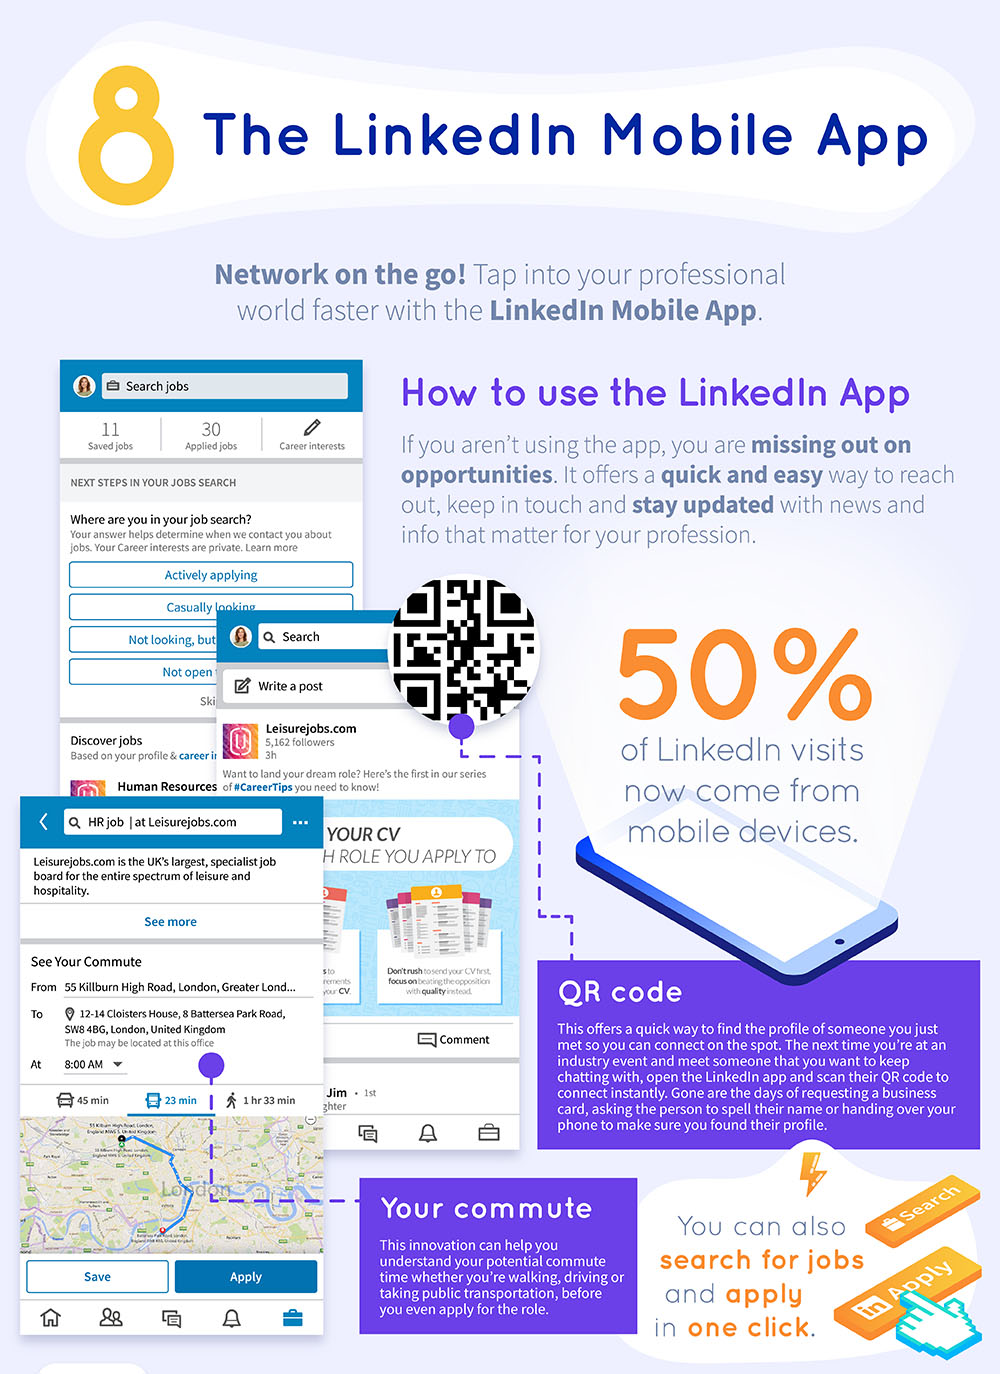 8
The LinkedIn Mobile App
Network on the go! Tap into your professional
world faster with the LinkedIn Mobile App.
Search jobs
11
Saved jobs
30
Applied jobs
Career interests
NEXT STEPS IN YOUR JOBS SEARCH
Where are you in your job search?
Your answer helps determine when we contact you about
jobs. Your Career interests are private. Learn more
Actively applying
Casually looking
Not looking, but
Not open
Ski
Discover jobs
Based on your profile & career
Human Resources
How to use the LinkedIn App
If you aren't using the app, you are missing out on
opportunities. It offers a quick and easy way to reach
out, keep in touch and stay updated with news and
info that matter for your profession.
Search
Write a post
Leisurejobs.com
5,162 followers
3h
Want to land your dream role? Here's the first in our series
of #CareerTips you need to know!
YOUR CV
H ROLE YOU APPLY TO
s to
rements
your CV.
Don't rush to send your CV first,
focus on beating the opposition
with quality instead.
Comment
Jim • 1st
ghter
50%
of LinkedIn visits
now come from
mobile devices.
HR job | at Leisurejobs.com
Leisurejobs.com is the UK's largest, specialist job
board for the entire spectrum of leisure and
hospitality.
See more
See Your Commute
From 55 Killburn High Road, London, Greater Lond...
To 12-14 Cloisters House, 8 Battersea Park Road,
SW8 4BG, London, United Kingdom
The job may be located at this office
At 8:00 AM
45 min
23 min
1 hr 33 min
London
Save
Apply
QR code
This offers a quick way to find the profile of someone you just
met so you can connect on the spot. The next time you're at an
industry event and meet someone that you want to keep
chatting with, open the LinkedIn app and scan their QR code to
connect instantly. Gone are the days of requesting a business
card, asking the person to spell their name or handing over your
phone to make sure you found their profile.
Your commute
This innovation can help you
understand your potential commute
time whether you're walking, driving or
taking public transportation, before
you even apply for the role.
You can also
search for jobs
and apply
in one click.
Search
in Apply